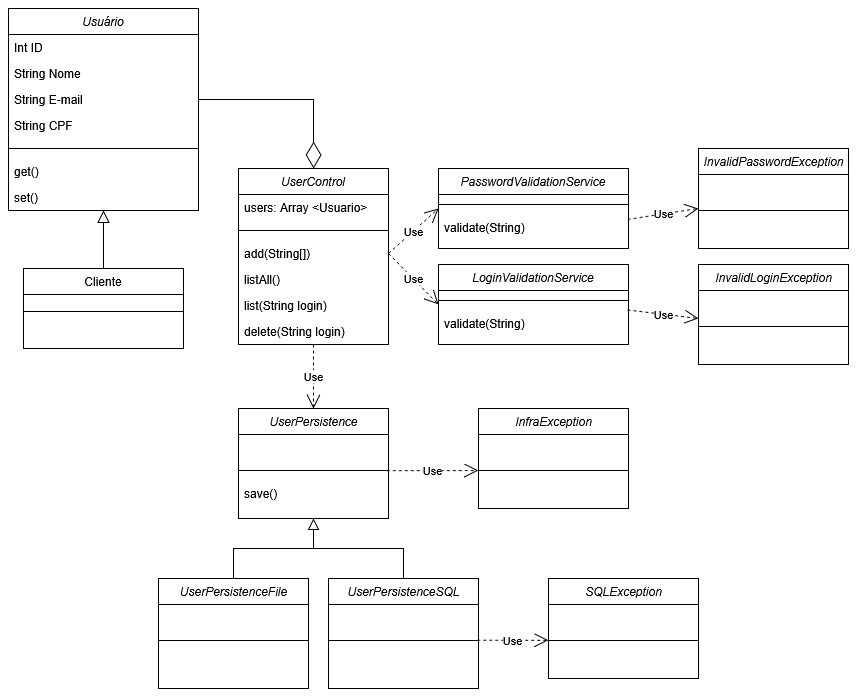 Usuário
Int ID
String Nome
String E-mail
String CPF
get()
set()
Cliente
UserControl
users: Array <Usuario>
add(String[])
listAll()
list(String login)
delete(String login)
Use
Use
PasswordValidationService
validate(String)
Use
InvalidPasswordException
LoginValidationService
validate(String)
Use
InvalidLoginException
Use
UserPersistence
save()
Use
InfraException
UserPersistenceFile
UserPersistenceSQL
Use
SQLException